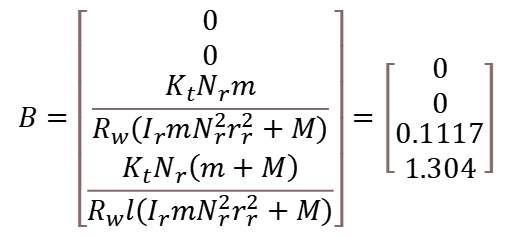 B = [ 0
0
K_t N_r m / R_w(I_r m N_r^2 r_r^2 + M)
K_t N_r (m + M) / R_w l(I_r m N_r^2 r_r^2 + M) ] = [ 0
0
0.1117
1.304 ]